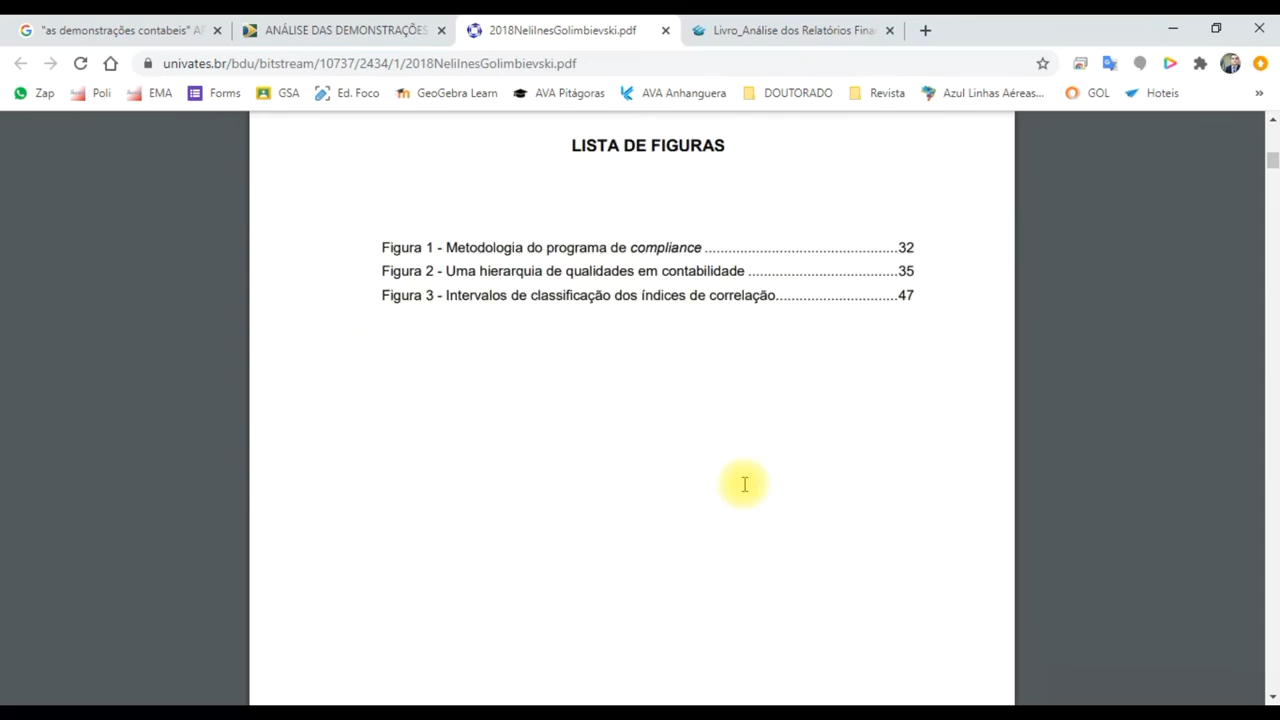 "as demonstrações contabeis" AF
ANÁLISE DAS DEMONSTRAÇÕES
2018NeliInesGolimbievski.pdf
Livro_Análise dos Relatórios Fina
univates.br/bdu/bitstream/10737/2434/1/2018NeliInesGolimbievski.pdf
Zap Poli EMA Forms GSA Ed. Foco GeoGebra Learn AVA Pitágoras AVA Anhanguera DOUTORADO Revista Azul Linhas Aéreas... GOL Hoteis »
LISTA DE FIGURAS
Figura 1 - Metodologia do programa de compliance ................................................32
Figura 2 - Uma hierarquia de qualidades em contabilidade .....................................35
Figura 3 - Intervalos de classificação dos índices de correlação..............................47